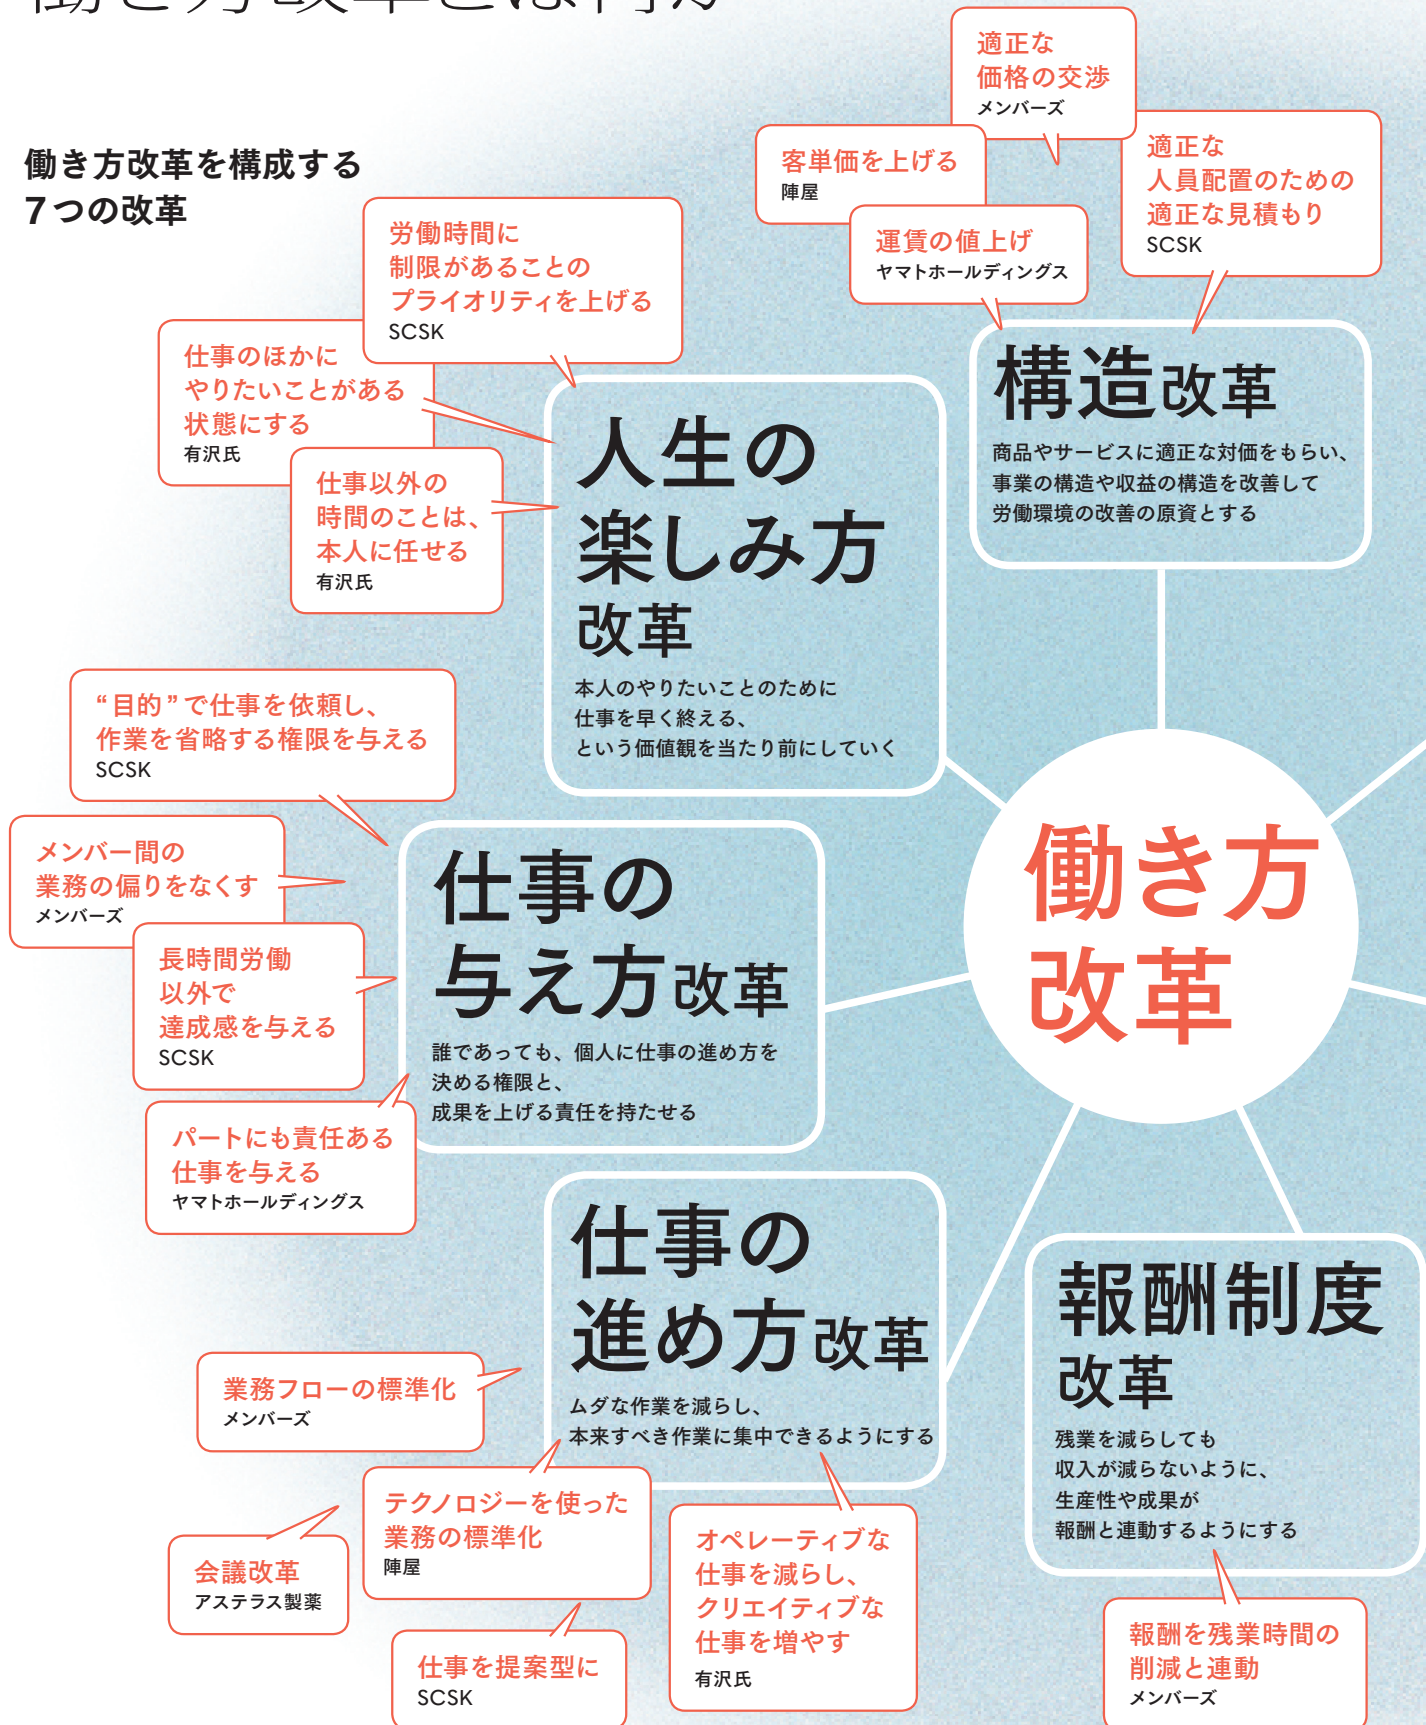 働き方改革とは何か
働き方改革を構成する
7つの改革
適正な
価格の交渉
メンバーズ
客単価を上げる
陣屋
運賃の値上げ
ヤマトホールディングス
適正な
人員配置のための
適正な見積もり
SCSK
構造改革
商品やサービスに適正な対価をもらい、
事業の構造や収益の構造を改善して
労働環境の改善の原資とする
労働時間に
制限があることの
プライオリティを上げる
SCSK
仕事のほかに
やりたいことがある
状態にする
有沢氏
仕事以外の
時間のことは、
本人に任せる
有沢氏
人生の
楽しみ方
改革
本人のやりたいことのために
仕事を早く終える、
という価値観を当たり前にしていく
“目的”で仕事を依頼し、
作業を省略する権限を与える
SCSK
メンバー間の
業務の偏りをなくす
メンバーズ
長時間労働
以外で
達成感を与える
SCSK
パートにも責任ある
仕事を与える
ヤマトホールディングス
仕事の
与え方改革
誰であっても、個人に仕事の進め方を
決める権限と、
成果を上げる責任を持たせる
働き方
改革
仕事の
進め方改革
ムダな作業を減らし、
本来すべき作業に集中できるようにする
業務フローの標準化
メンバーズ
テクノロジーを使った
業務の標準化
陣屋
会議改革
アステラス製薬
仕事を提案型に
SCSK
オペレーティブな
仕事を減らし、
クリエイティブな
仕事を増やす
有沢氏
報酬制度
改革
残業を減らしても
収入が減らないように、
生産性や成果が
報酬と連動するようにする
報酬を残業時間の
削減と連動
メンバーズ